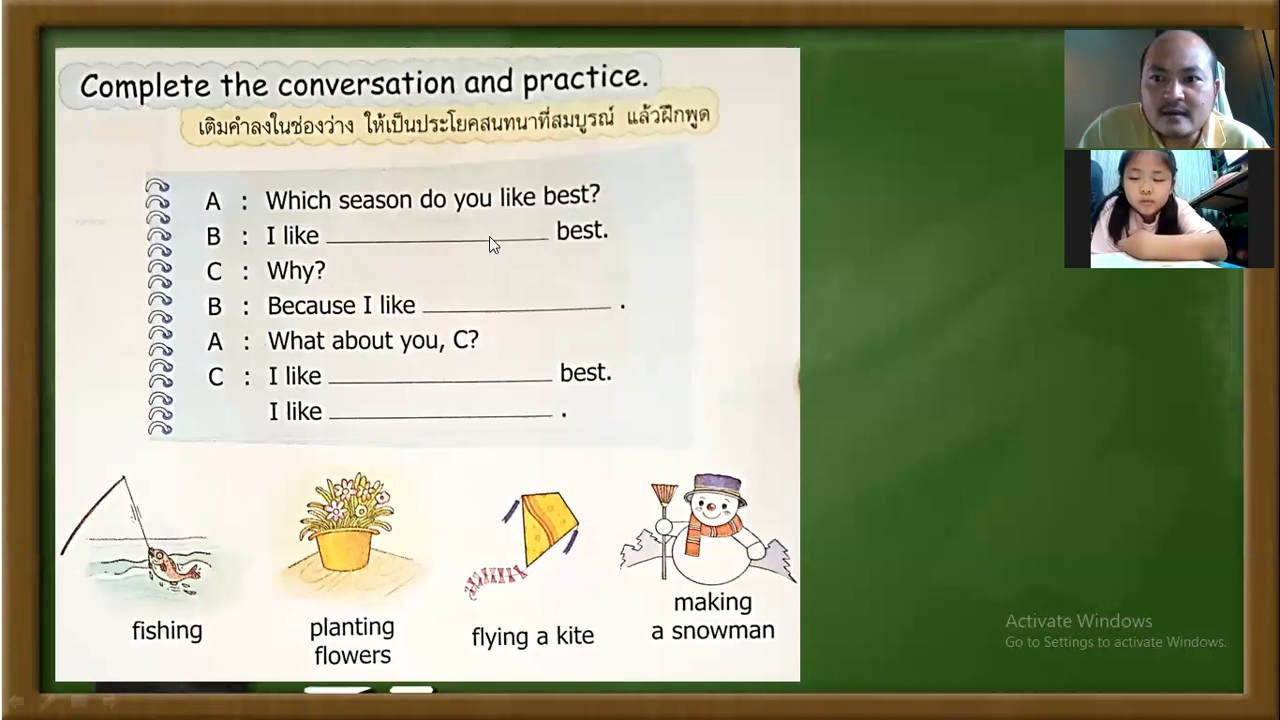 Complete the conversation and practice.
เติมคำลงในช่องว่าง ให้เป็นประโยคสนทนาที่สมบูรณ์ แล้วฝึกพูด
A : Which season do you like best?
B : I like ____________ best.
C : Why?
B : Because I like ____________ .
A : What about you, C?
C : I like ____________ best.
I like ____________ .
fishing
planting
flowers
flying a kite
making
a snowman
Activate Windows
Go to Settings to activate Windows.